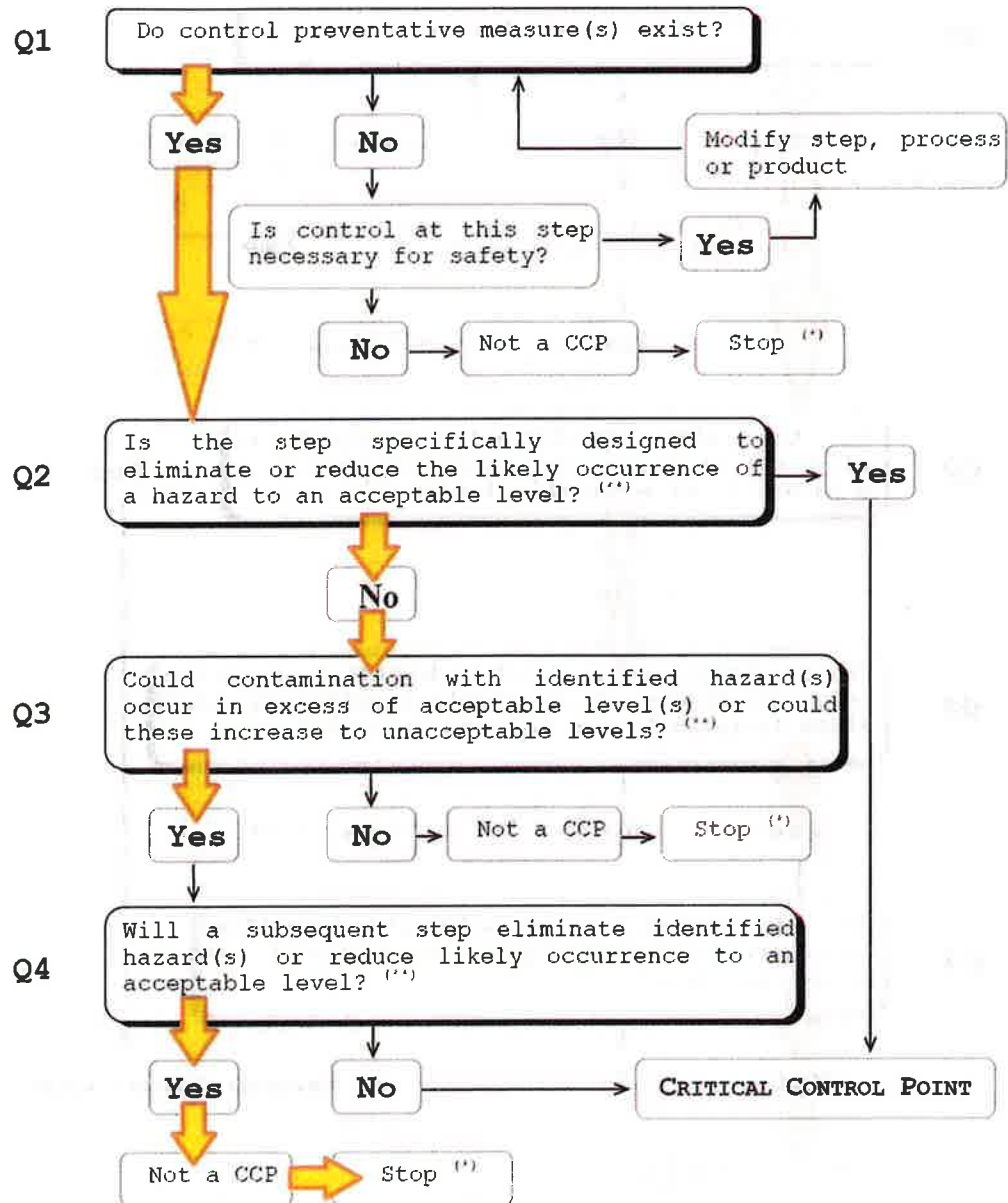 Q1
Do control preventative measure(s) exist?
Yes
No
Modify step, process
or product
Is control at this step
necessary for safety?
Yes
No
Not a CCP
Stop (*)
Q2
Is the step specifically designed to
eliminate or reduce the likely occurrence of
a hazard to an acceptable level? (**)
Yes
No
Q3
Could contamination with identified hazard(s)
occur in excess of acceptable level(s) or could
these increase to unacceptable levels? (**)
Yes
No
Not a CCP
Stop (*)
Q4
Will a subsequent step eliminate identified
hazard(s) or reduce likely occurrence to an
acceptable level? (**)
Yes
No
CRITICAL CONTROL POINT
Not a CCP
Stop (*)